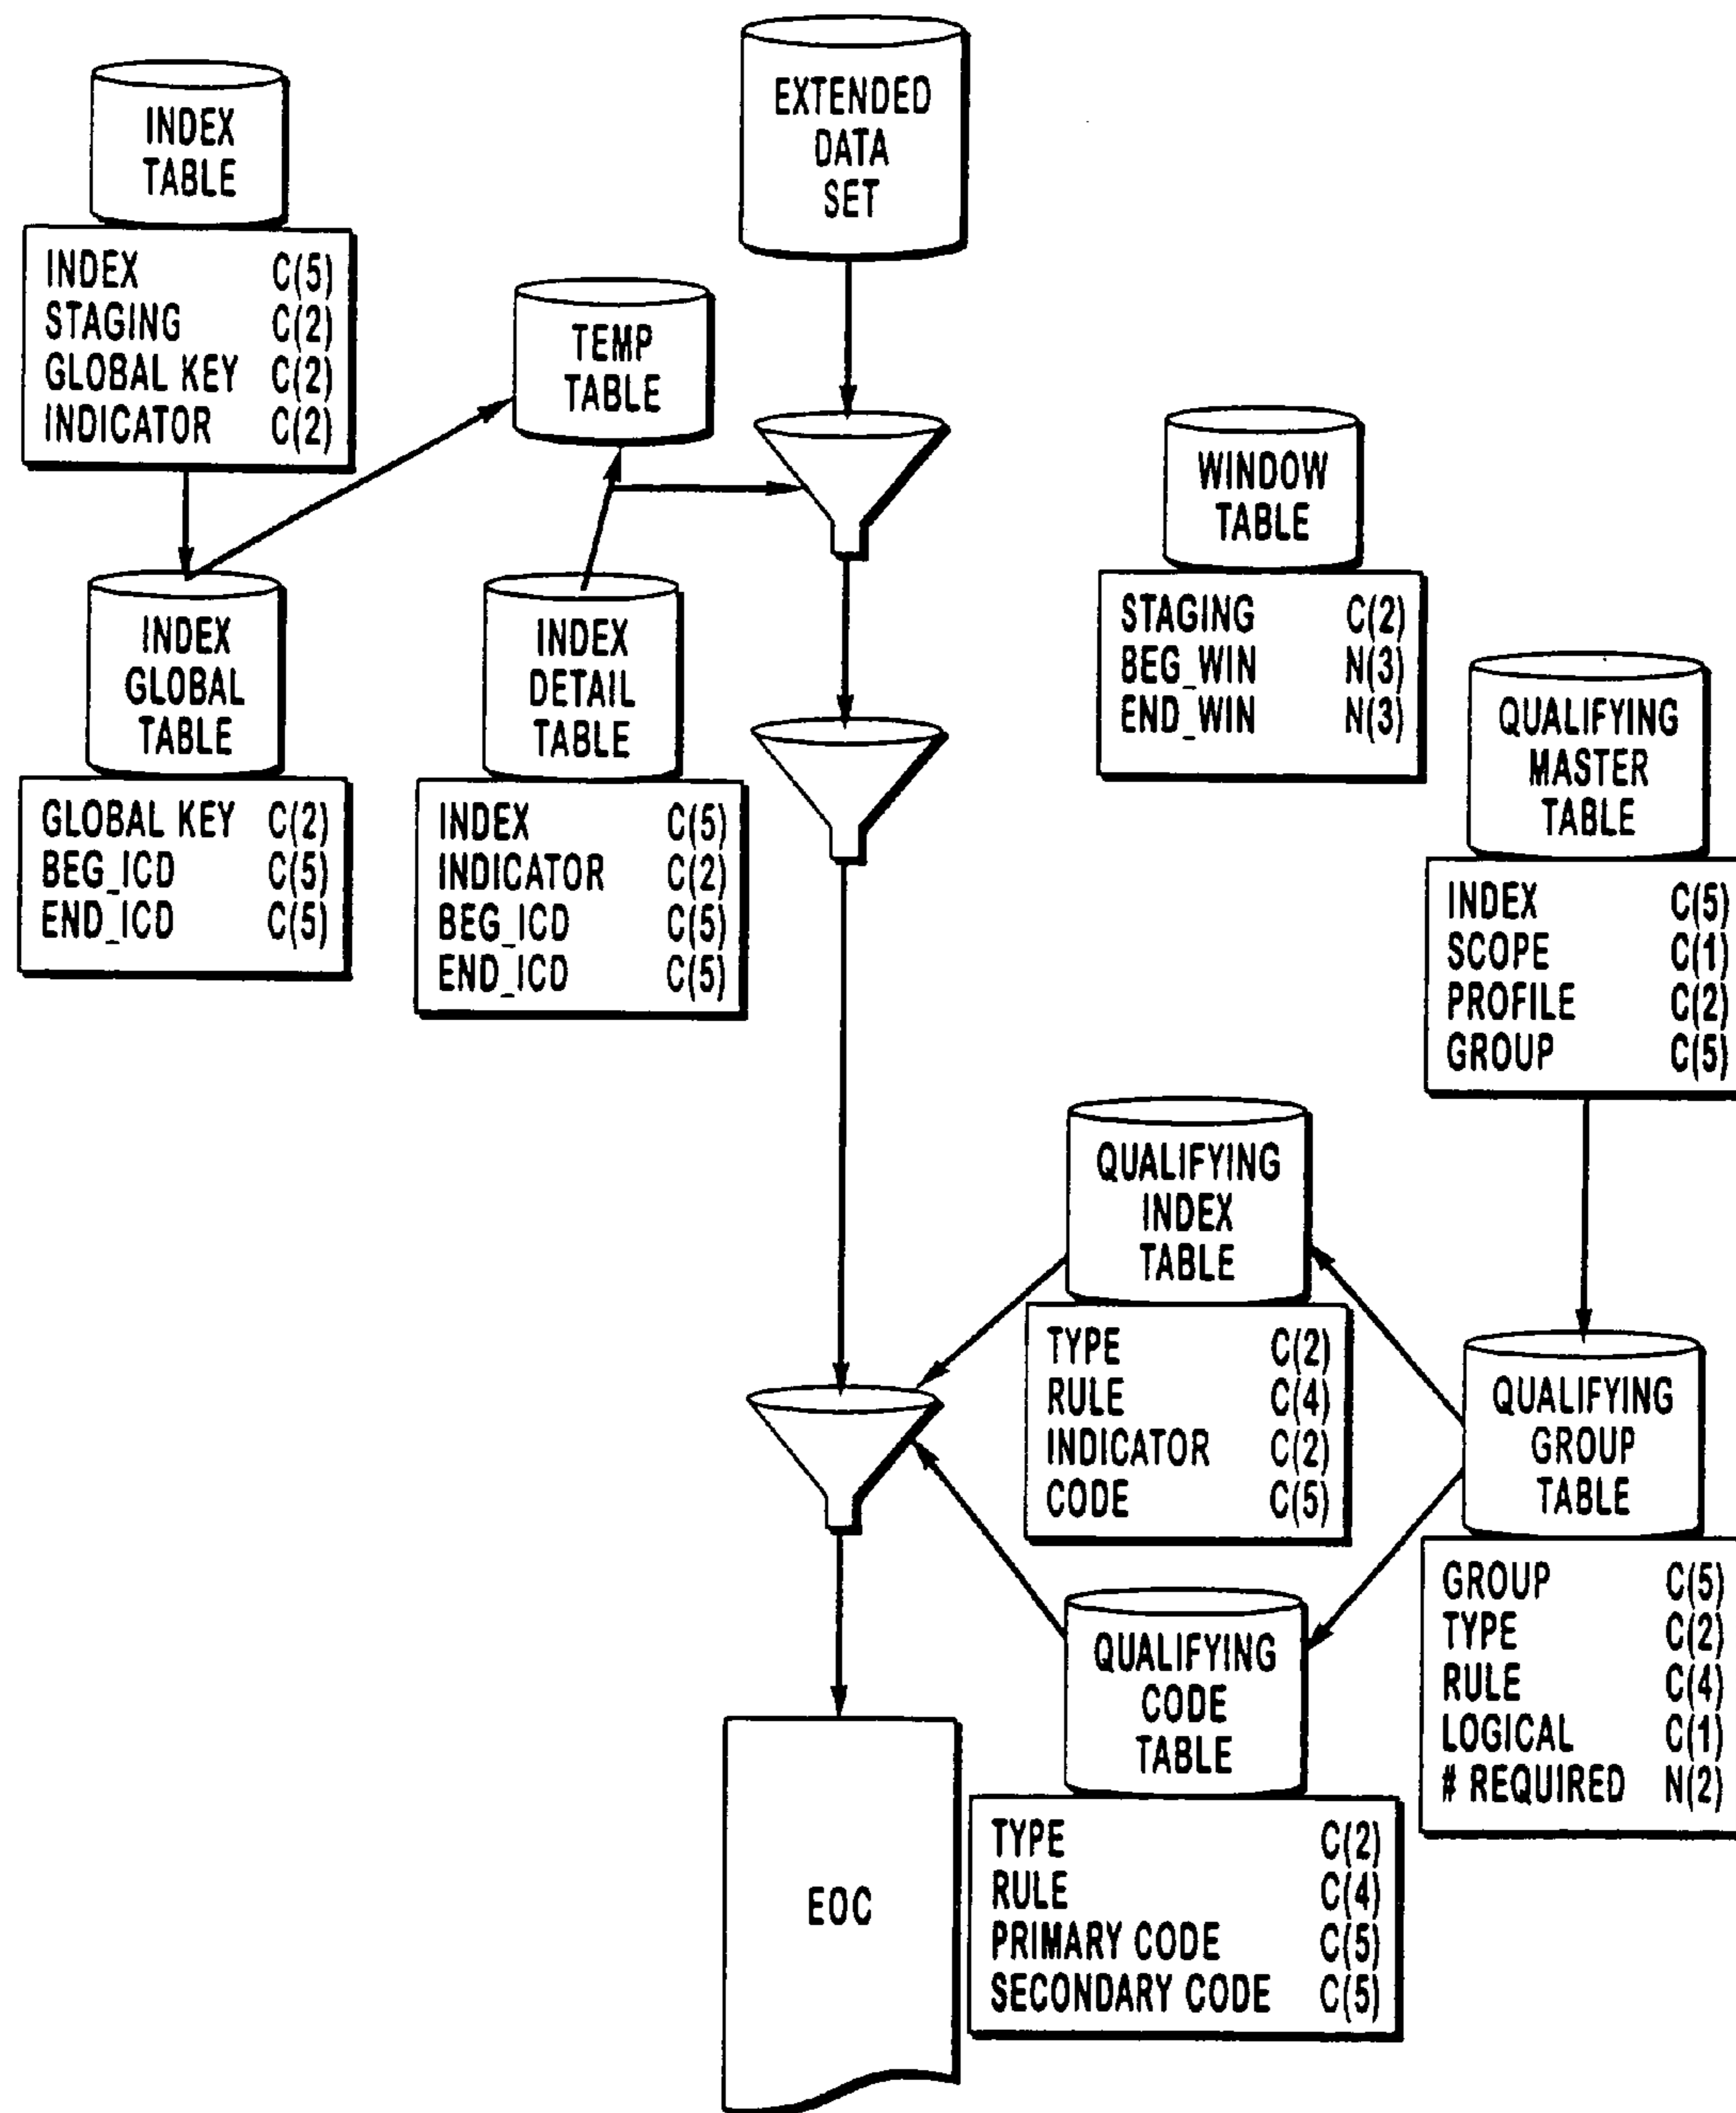 INDEX
TABLE
INDEX C(5)
STAGING C(2)
GLOBAL KEY C(2)
INDICATOR C(2)
EXTENDED
DATA
SET
TEMP
TABLE
INDEX
GLOBAL
TABLE
GLOBAL KEY C(2)
BEG_ICD C(5)
END_ICD C(5)
INDEX
DETAIL
TABLE
INDEX C(5)
INDICATOR C(2)
BEG_ICD C(5)
END_ICD C(5)
WINDOW
TABLE
STAGING C(2)
BEG_WIN N(3)
END_WIN N(3)
QUALIFYING
MASTER
TABLE
INDEX C(5)
SCOPE C(1)
PROFILE C(2)
GROUP C(5)
QUALIFYING
INDEX
TABLE
TYPE C(2)
RULE C(4)
INDICATOR C(2)
CODE C(5)
QUALIFYING
GROUP
TABLE
GROUP C(5)
TYPE C(2)
RULE C(4)
LOGICAL C(1)
# REQUIRED N(2)
QUALIFYING
CODE
TABLE
TYPE C(2)
RULE C(4)
PRIMARY CODE C(5)
SECONDARY CODE C(5)
EOC